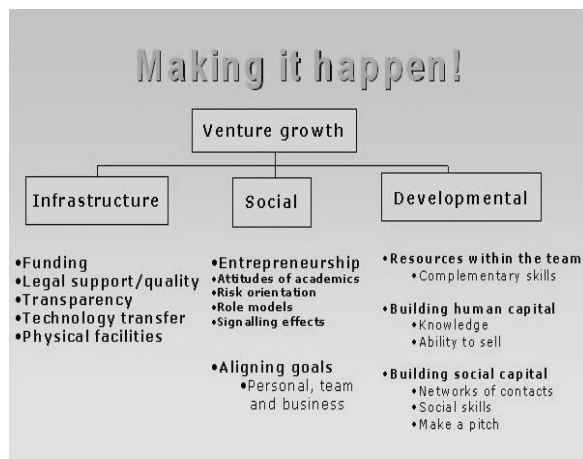 Making it happen!
Venture growth
Infrastructure
Social
Developmental
•Funding
•Legal support/quality
•Transparency
•Technology transfer
•Physical facilities
•Entrepreneurship
•Attitudes of academics
•Risk orientation
•Role models
•Signalling effects
•Aligning goals
•Personal, team
and business
•Resources within the team
•Complementary skills
•Building human capital
•Knowledge
•Ability to sell
•Building social capital
•Networks of contacts
•Social skills
•Make a pitch